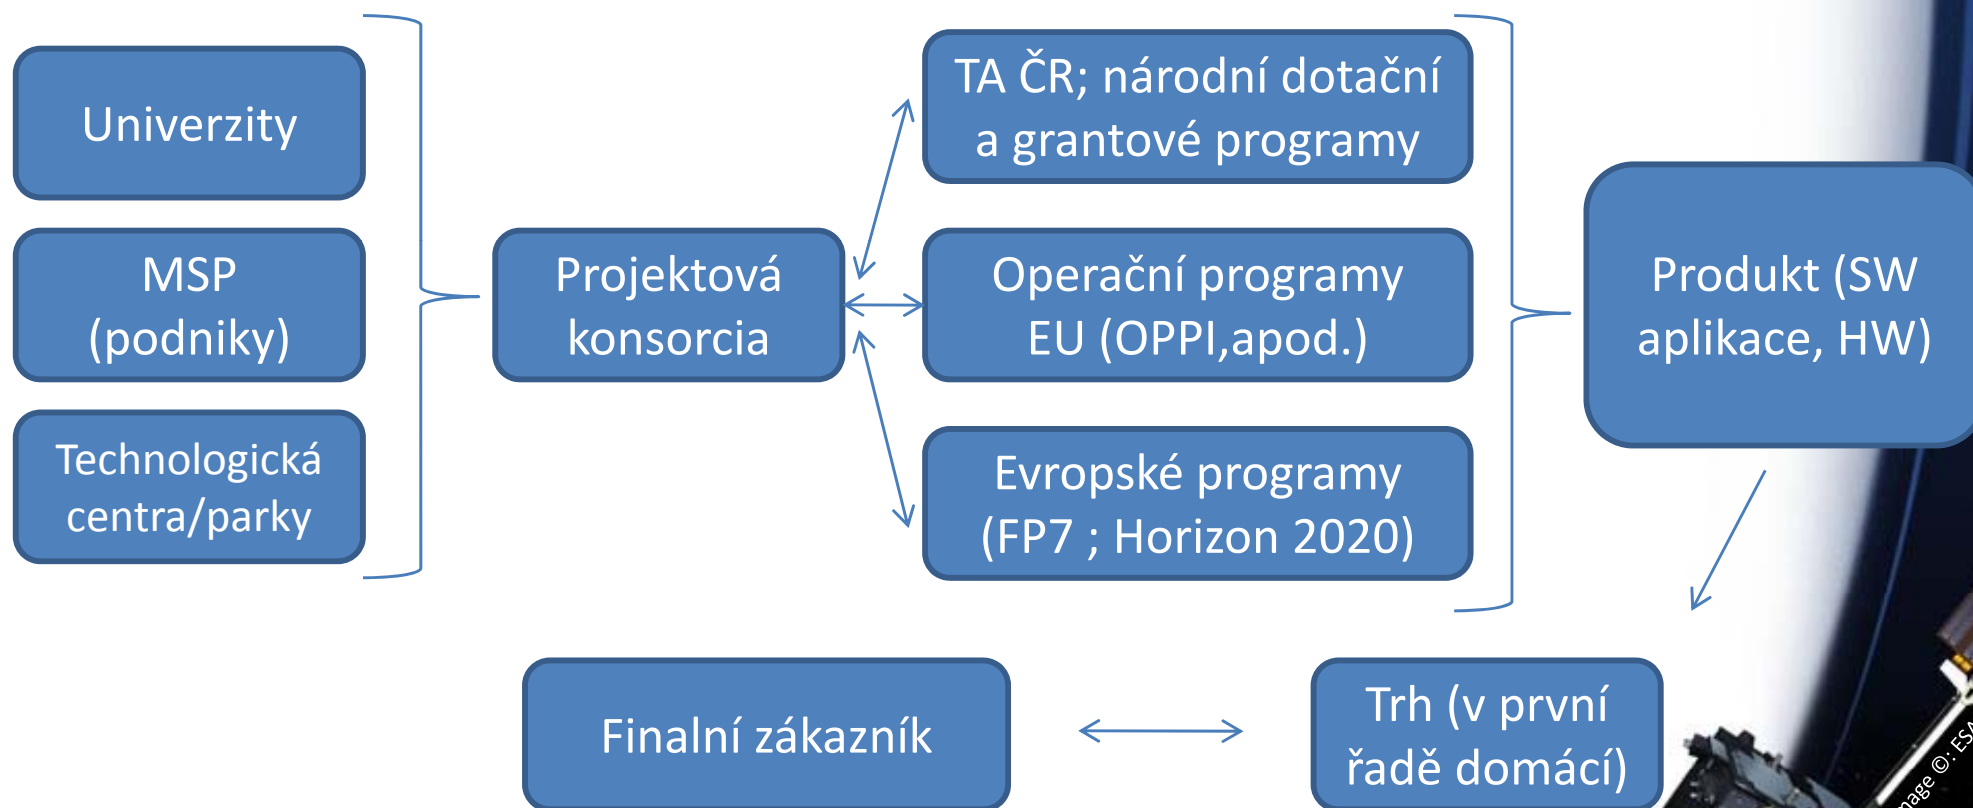 Univerzity
MSP
(podniky)
Technologická
centra/parky
Projektová
konsorcia
TA ČR; národní dotační
a grantové programy
Operační programy
EU (OPPI,apod.)
Evropské programy
(FP7 ; Horizon 2020)
Produkt (SW
aplikace, HW)
Finalní zákazník
Trh (v první
řadě domácí)
©: ESA